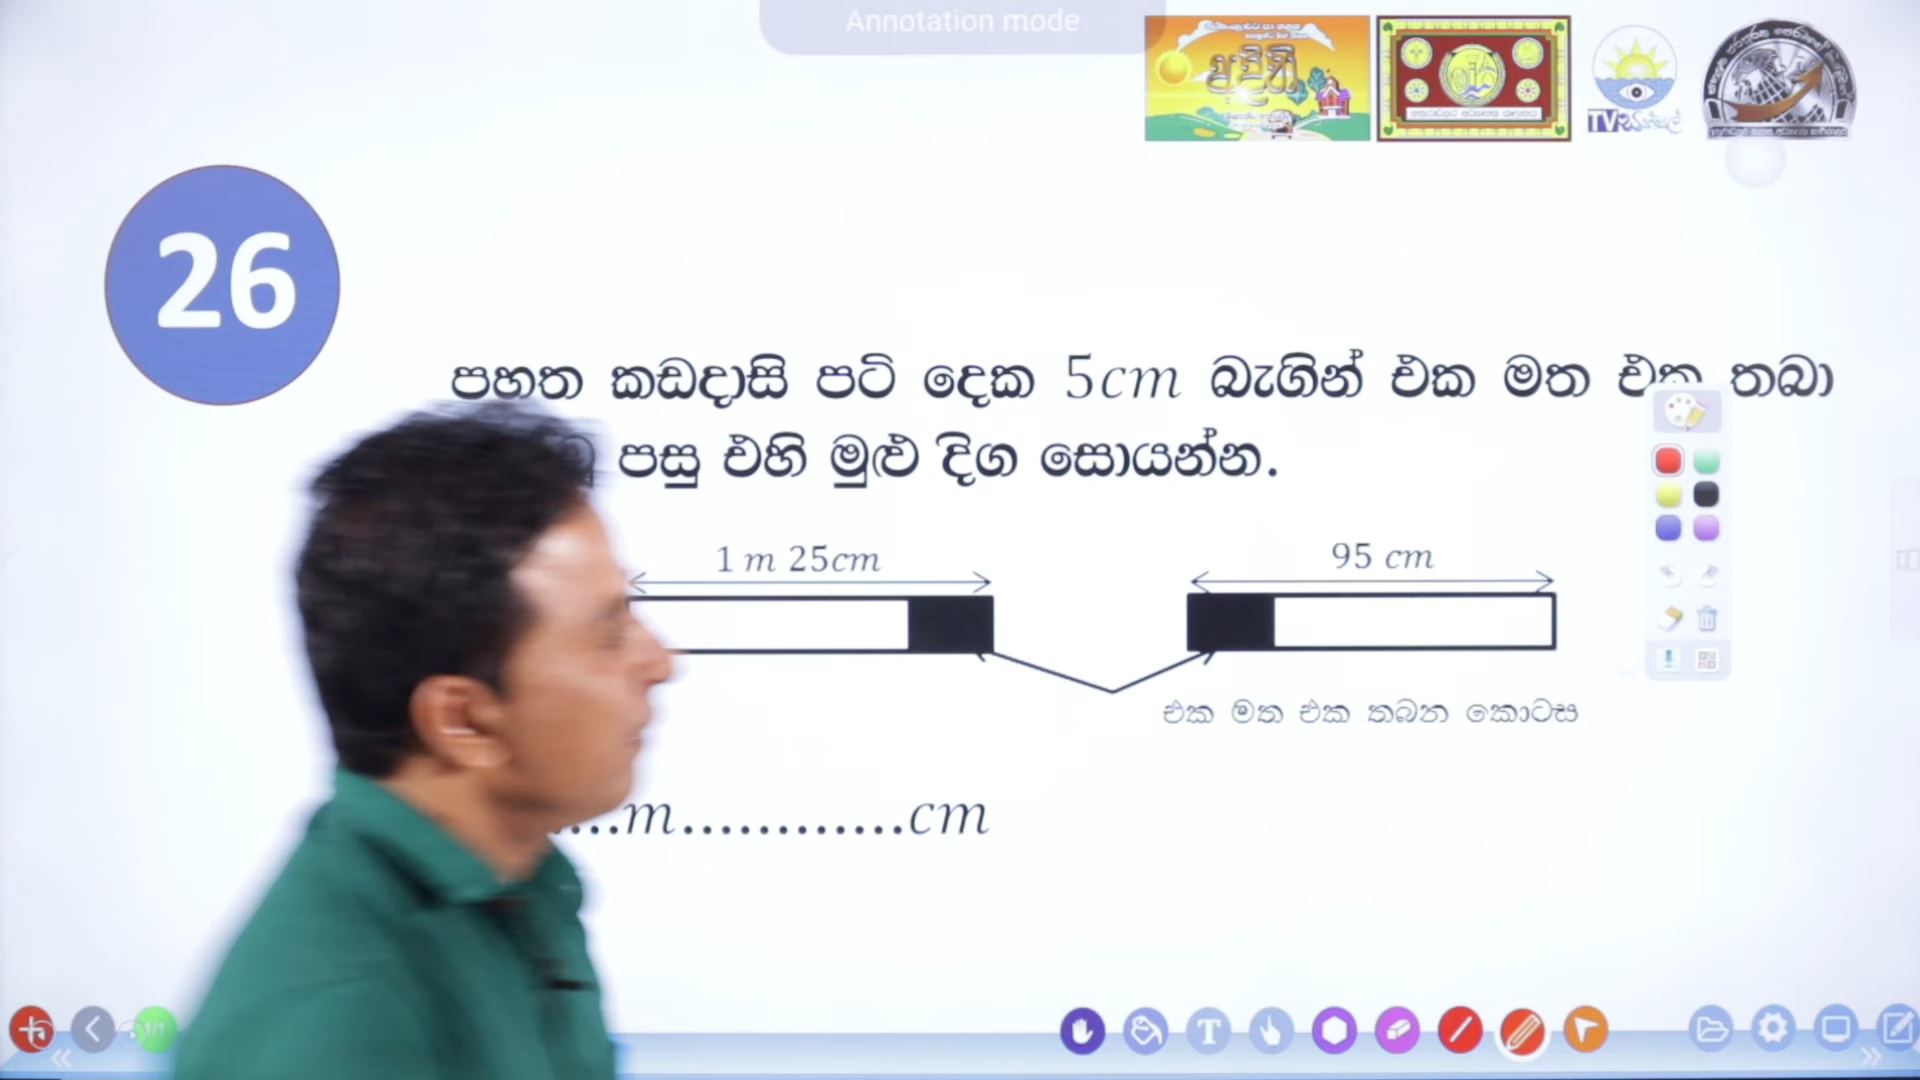 Annotation mode
TV
26
පහත කඩදාසි පටි දෙක 5cm බැගින් එක මත එක තබා
පසු එහි මුළු දිග සොයන්න.
1 m 25cm
95 cm
එක මත එක තබන කොටස
....m............cm